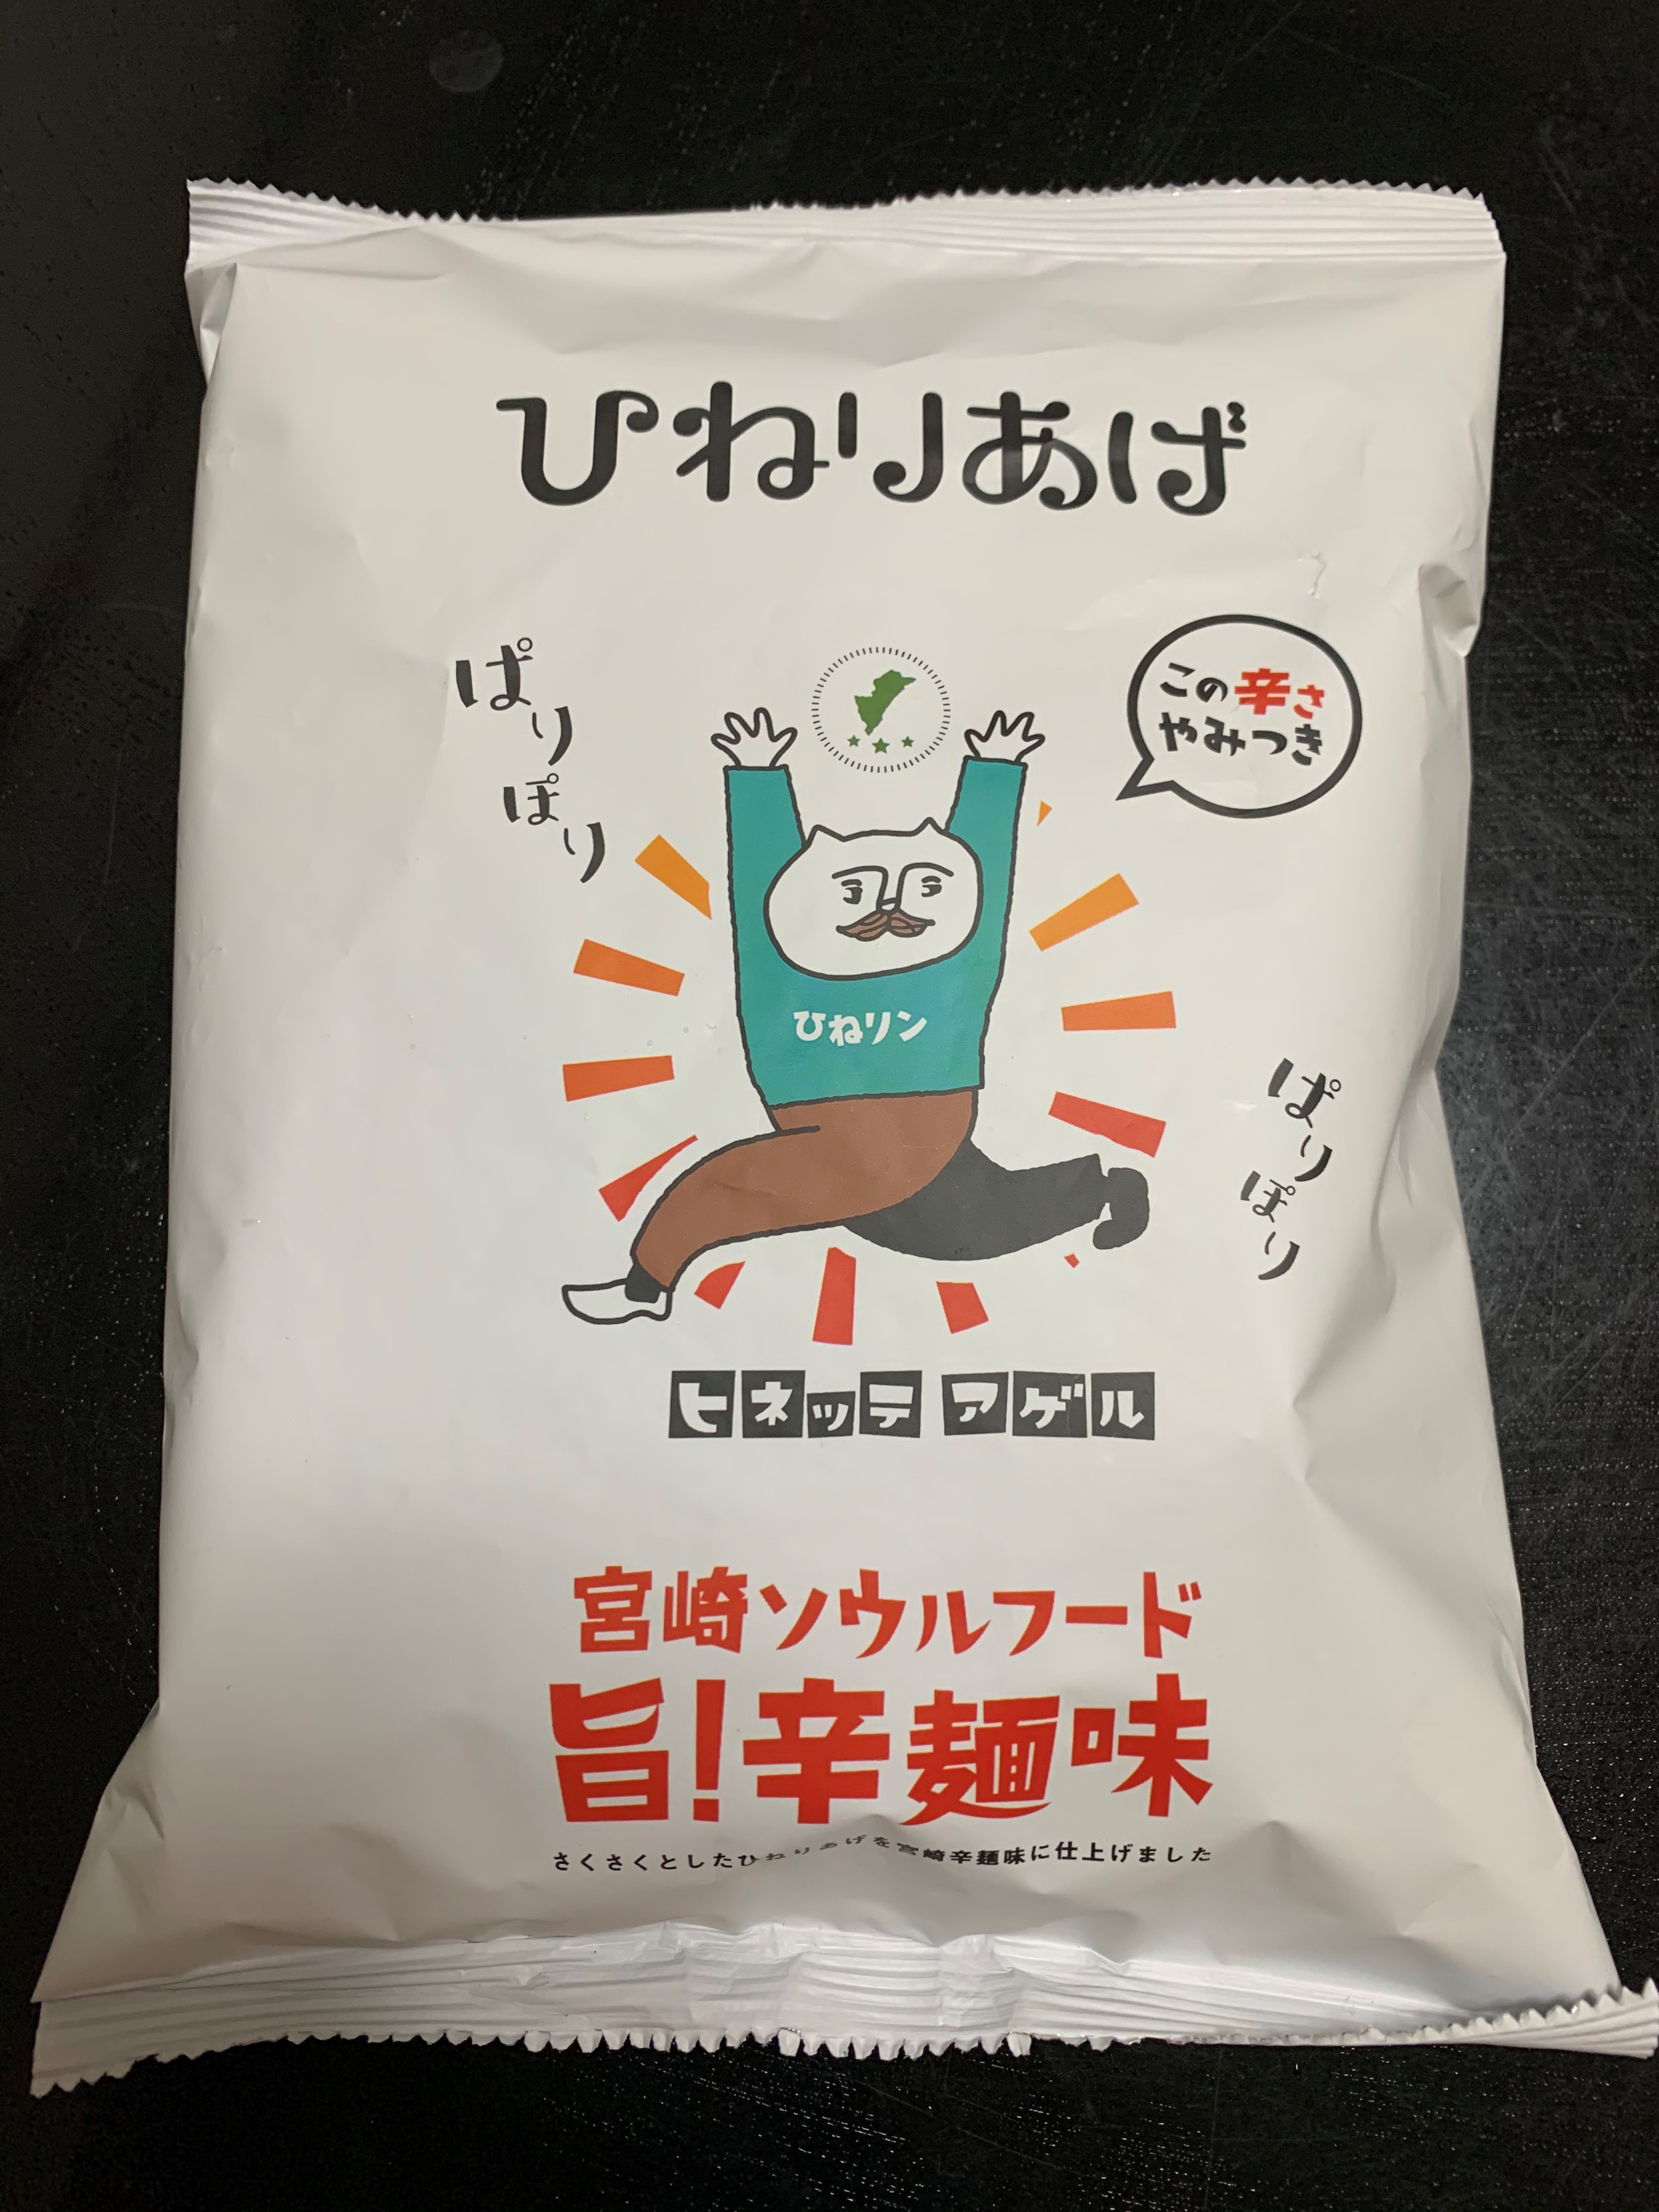 ひねりあげ
ぱりぽり
この辛さ
やみつき
ひねリン
ぱりぽり
ヒネッテ アゲル
宮崎ソウルフード
旨!辛麺味
さくさくとしたひねりあげを宮崎辛麺味に仕上げました